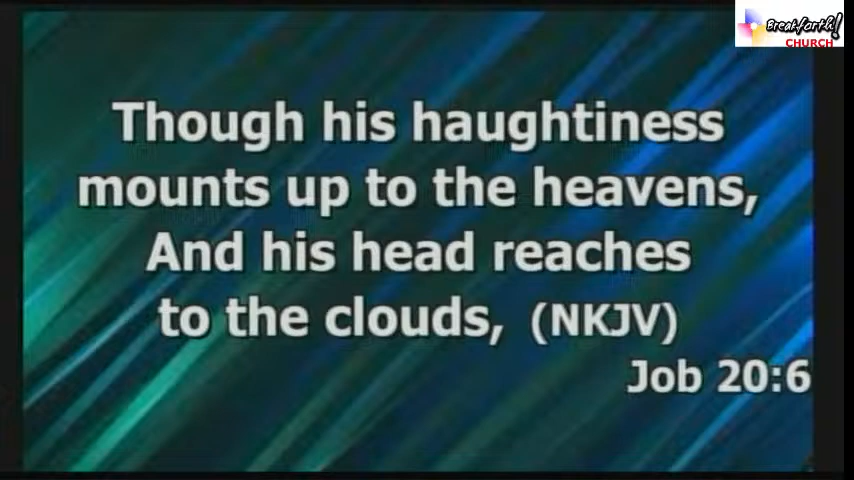 Breakforth!
CHURCH
Though his haughtiness
mounts up to the heavens,
And his head reaches
to the clouds, (NKJV)
Job 20:6